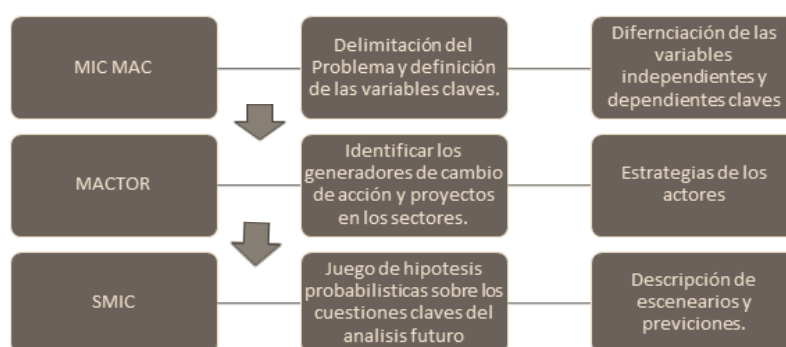 MIC MAC
Delimitación del
Problema y definición
de las variables claves.
Difernciación de las
variables
independientes y
dependientes claves
MACTOR
Identificar los
generadores de cambio
de acción y proyectos
en los sectores.
Estrategias de los
actores
SMIC
Juego de hipotesis
probabilisticas sobre los
cuestiones claves del
analisis futuro
Descripción de
escenearios y
previciones.